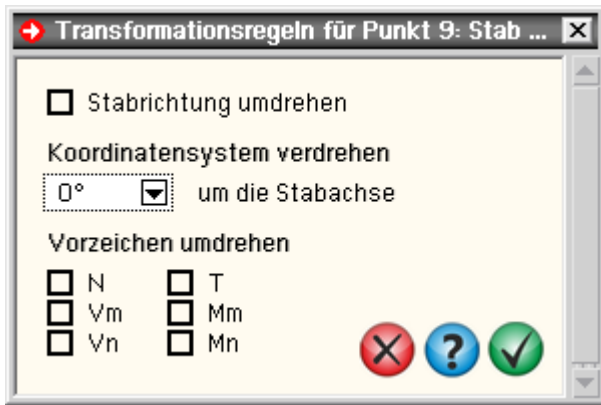 Transformationsregeln für Punkt 9: Stab ...
Stabrichtung umdrehen
Koordinatensystem verdrehen
0° um die Stabachse
Vorzeichen umdrehen
N T
Vm Mm
Vn Mn
?